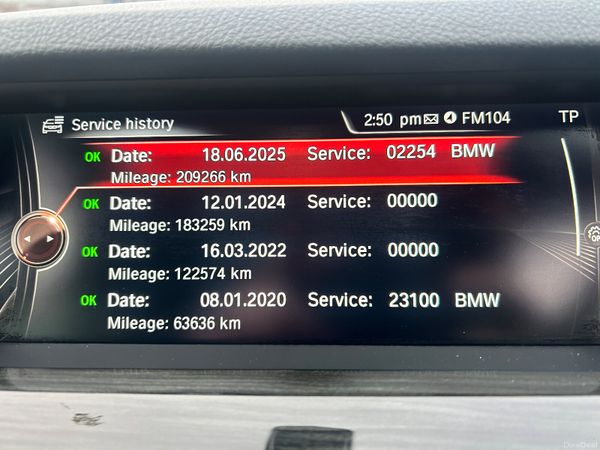 Service history
2:50 pm FM104 TP
OK Date: 18.06.2025 Service: 02254 BMW
Mileage: 209266 km
OK Date: 12.01.2024 Service: 00000
Mileage: 183259 km
OK Date: 16.03.2022 Service: 00000
Mileage: 122574 km
OK Date: 08.01.2020 Service: 23100 BMW
Mileage: 63636 km
DoneDeal